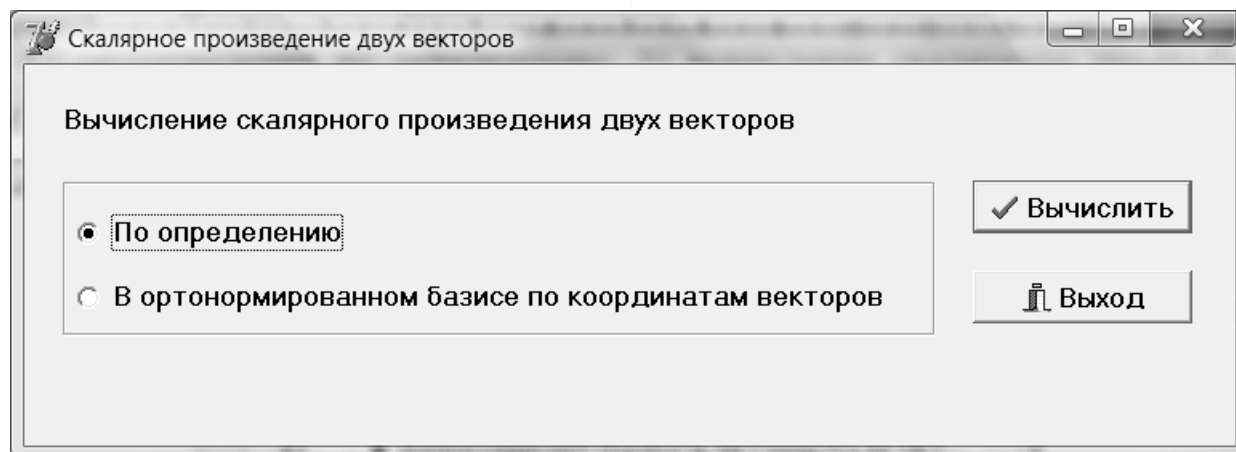 Скалярное произведение двух векторов
Вычисление скалярного произведения двух векторов
По определению
В ортонормированном базисе по координатам векторов
Вычислить
Выход